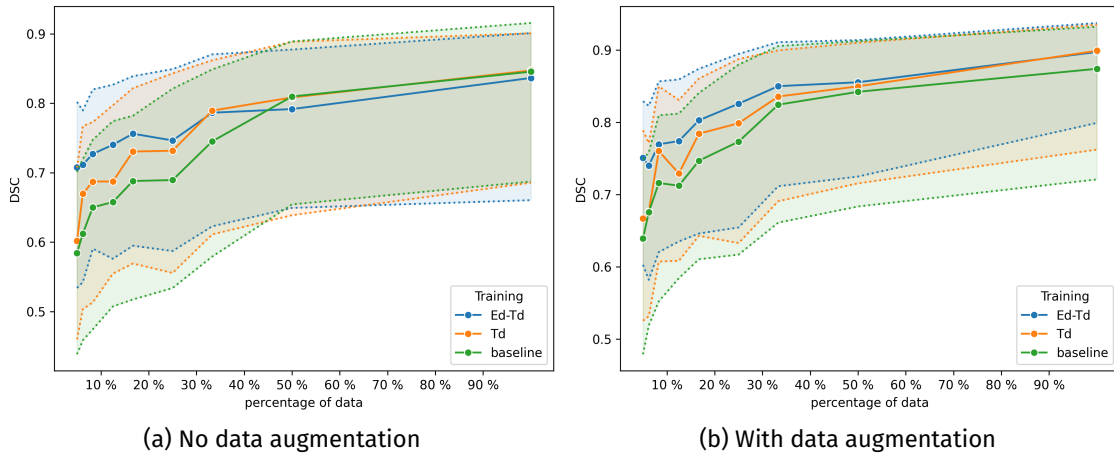 0.9
0.8
0.7
0.6
0.5
DSC
10 % 20 % 30 % 40 % 50 % 60 % 70 % 80 % 90 %
percentage of data
Training
Ed-Td
Td
baseline
(a) No data augmentation
0.9
0.8
0.7
0.6
0.5
DSC
10 % 20 % 30 % 40 % 50 % 60 % 70 % 80 % 90 %
percentage of data
Training
Ed-Td
Td
baseline
(b) With data augmentation